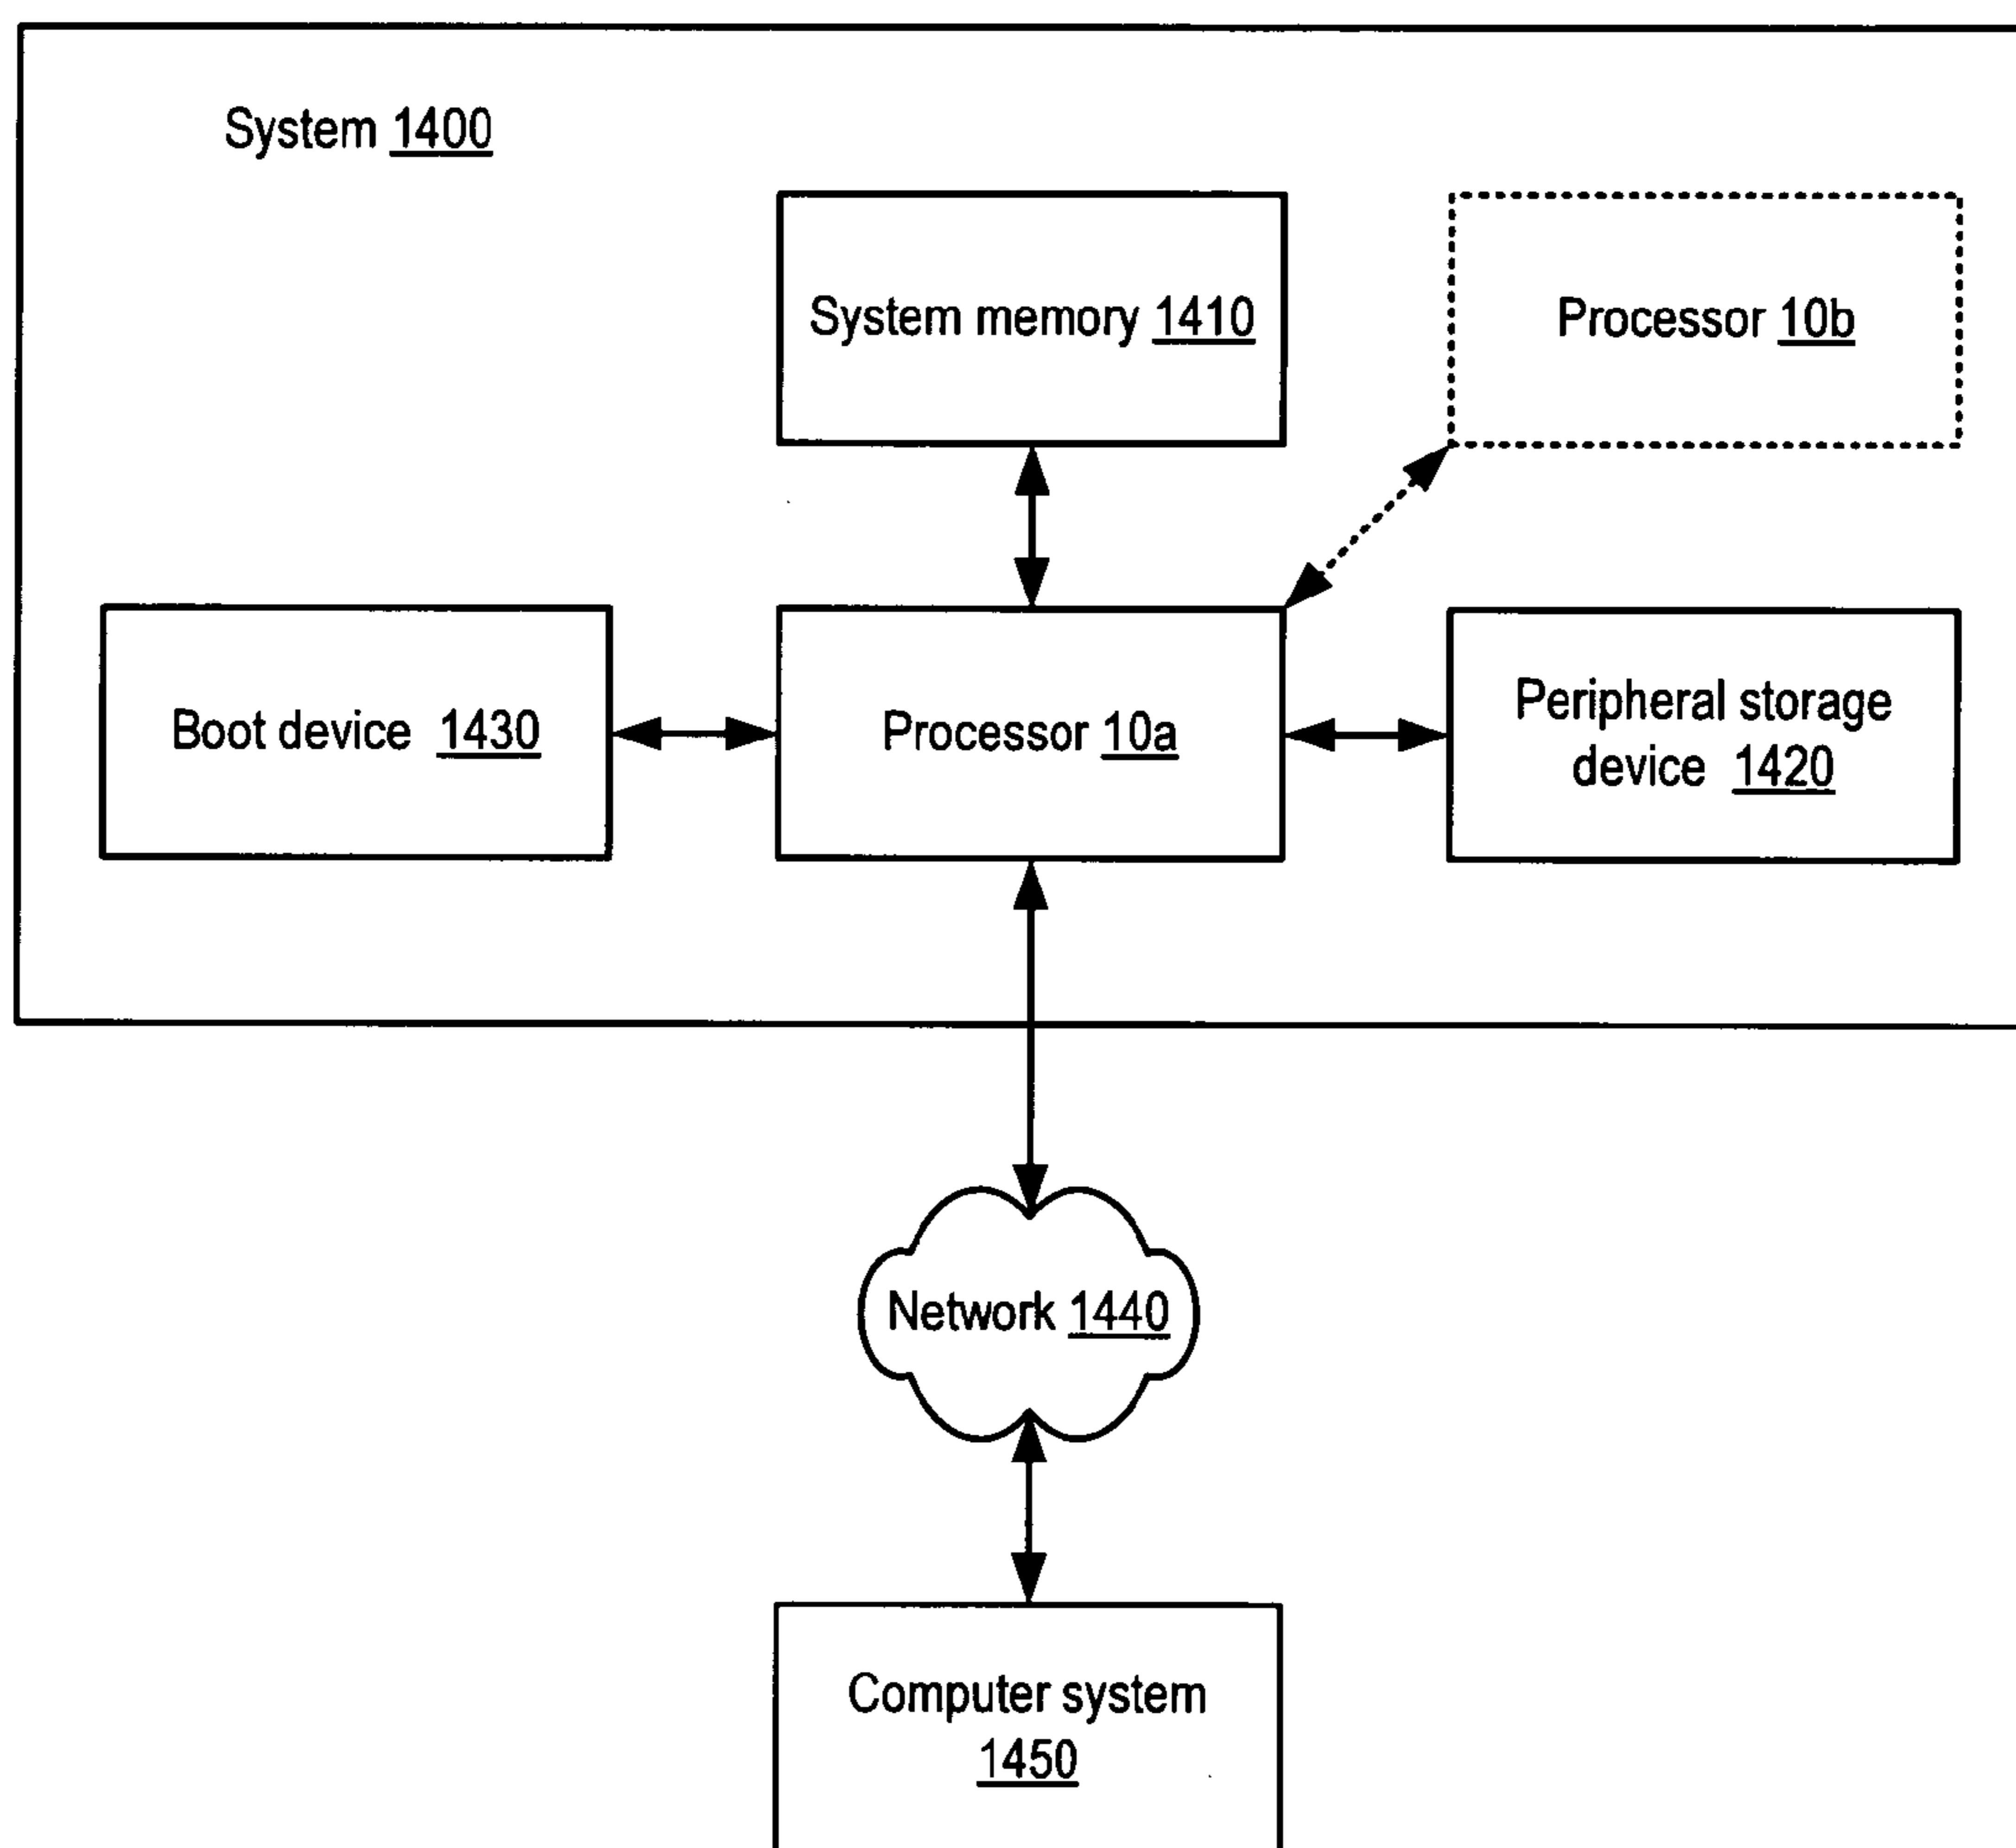 System 1400
System memory 1410
Processor 10b
Boot device 1430
Processor 10a
Peripheral storage
device 1420
Network 1440
Computer system
1450